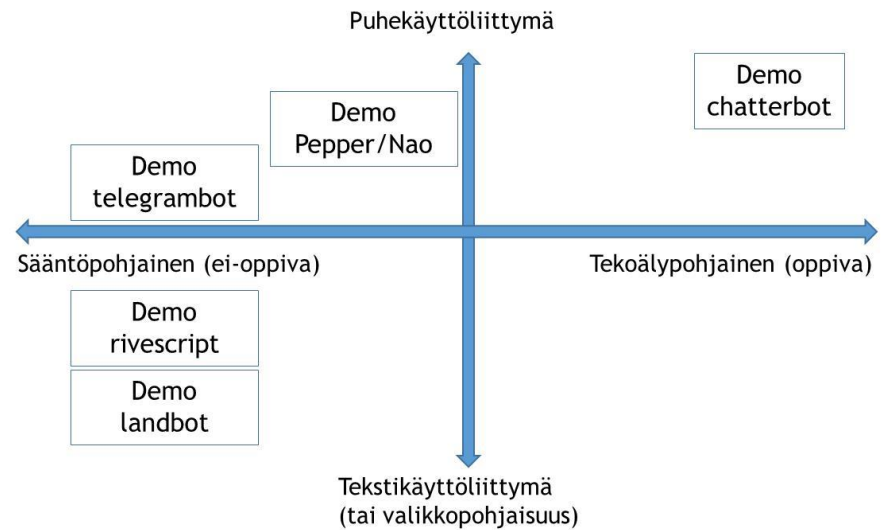 Puhekäyttöliittymä
Demo
chatterbot
Demo
Pepper/Nao
Demo
telegrambot
Sääntöpohjainen (ei-oppiva)
Tekoälypohjainen (oppiva)
Demo
rivescript
Demo
landbot
Tekstikäyttöliittymä
(tai valikkopohjaisuus)